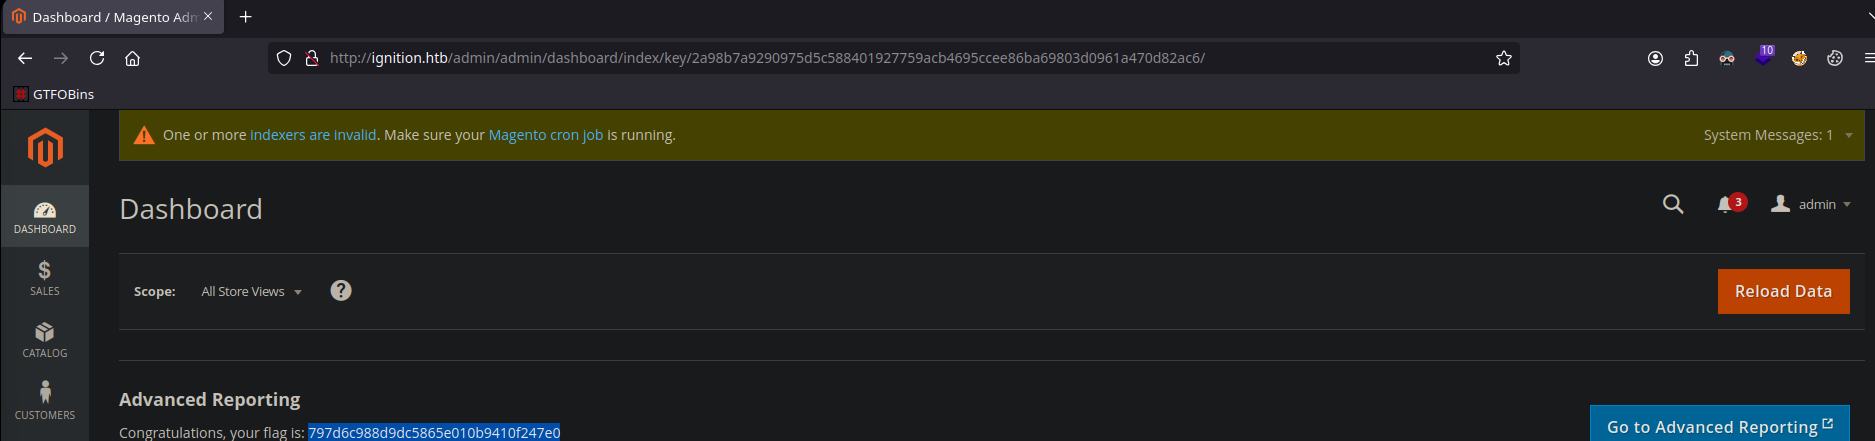 Dashboard / Magento Adm
http://ignition.htb/admin/admin/dashboard/index/key/2a98b7a9290975d5c588401927759acb4695ccee86ba69803d0961a470d82ac6/
10
GTFOBins
One or more indexers are invalid. Make sure your Magento cron job is running.
System Messages: 1
DASHBOARD
Dashboard
3
admin
SALES
Scope:
All Store Views
?
Reload Data
CATALOG
CUSTOMERS
Advanced Reporting
Congratulations, your flag is: 797d6c988d9dc5865e010b9410f247e0
Go to Advanced Reporting